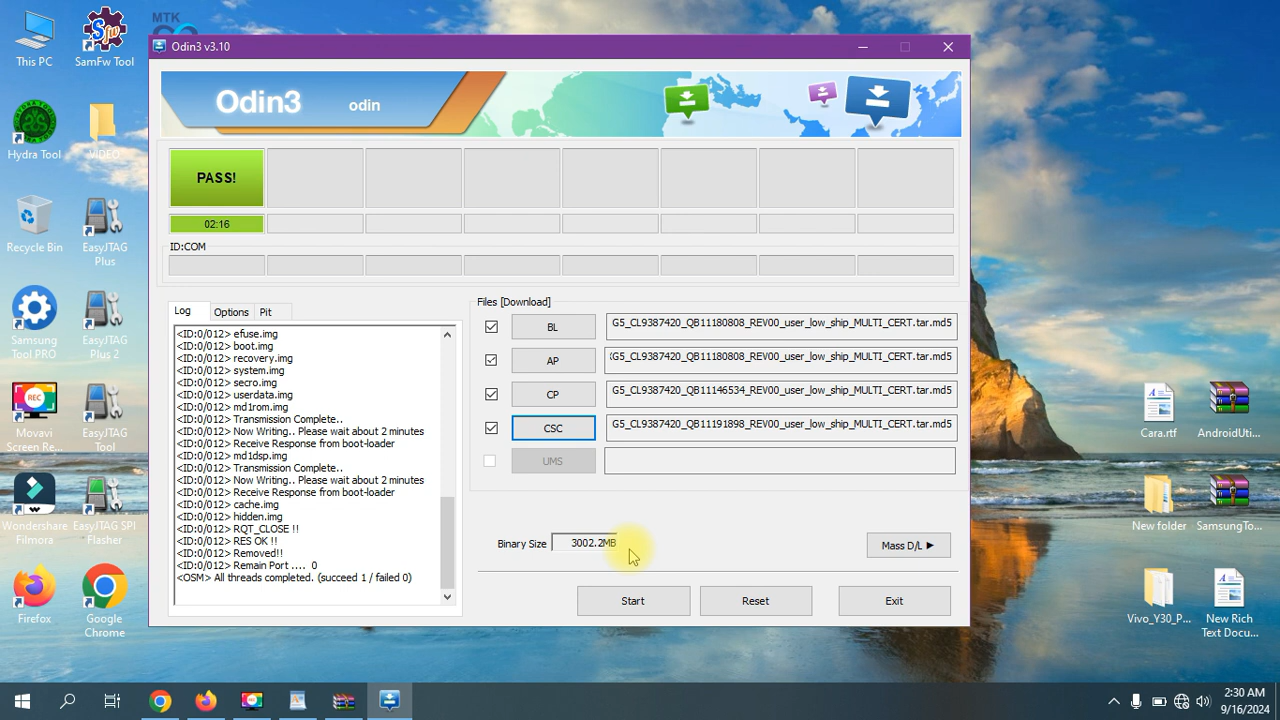 MTK
This PC
SamFw Tool
Hydra Tool
VIDEO
Recycle Bin
EasyJTAG
Plus
Samsung
Tool PRO
EasyJTAG
Plus 2
REC
Movavi
Screen Re...
EasyJTAG
Tool
Wondershare
Filmora
EasyJTAG SPI
Flasher
Firefox
Google
Chrome
Odin3 v3.10
Odin3
odin
PASS!
02:16
ID:COM
Log
Options
Pit
<ID:0/012> efuse.img
<ID:0/012> boot.img
<ID:0/012> recovery.img
<ID:0/012> system.img
<ID:0/012> secro.img
<ID:0/012> userdata.img
<ID:0/012> md1rom.img
<ID:0/012> Transmission Complete..
<ID:0/012> Now Writing.. Please wait about 2 minutes
<ID:0/012> Receive Response from boot-loader
<ID:0/012> md1dsp.img
<ID:0/012> Transmission Complete..
<ID:0/012> Now Writing.. Please wait about 2 minutes
<ID:0/012> Receive Response from boot-loader
<ID:0/012> cache.img
<ID:0/012> hidden.img
<ID:0/012> RQT_CLOSE !!
<ID:0/012> RES OK !!
<ID:0/012> Removed!!
<ID:0/012> Remain Port .... 0
<OSM> All threads completed. (succeed 1 / failed 0)
Files [Download]
BL
G5_CL9387420_QB11180808_REV00_user_low_ship_MULTI_CERT.tar.md5
AP
G5_CL9387420_QB11180808_REV00_user_low_ship_MULTI_CERT.tar.md5
CP
G5_CL9387420_QB11146534_REV00_user_low_ship_MULTI_CERT.tar.md5
CSC
G5_CL9387420_QB11191898_REV00_user_low_ship_MULTI_CERT.tar.md5
UMS
Binary Size
3002.2MB
Mass D/L ►
Start
Reset
Exit
Cara.rtf
AndroidUti...
New folder
SamsungTo...
Vivo_Y30_P...
New Rich
Text Docu...
2:30 AM
9/16/2024